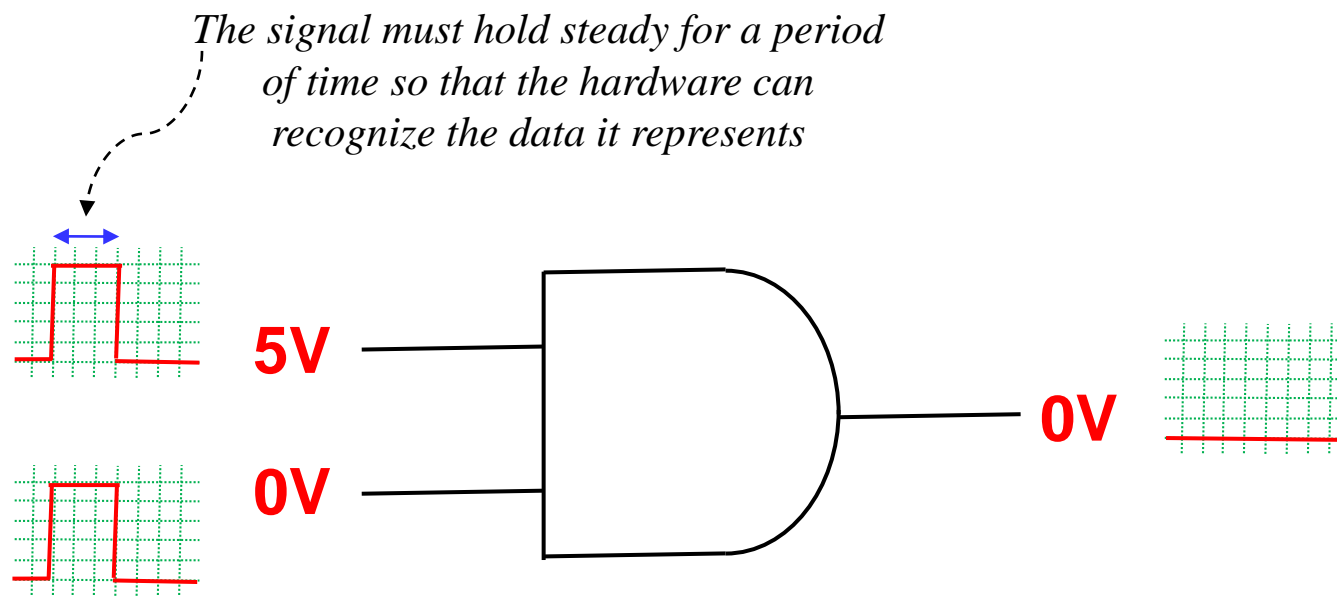 The signal must hold steady for a period
of time so that the hardware can
recognize the data it represents
5V
0V
0V